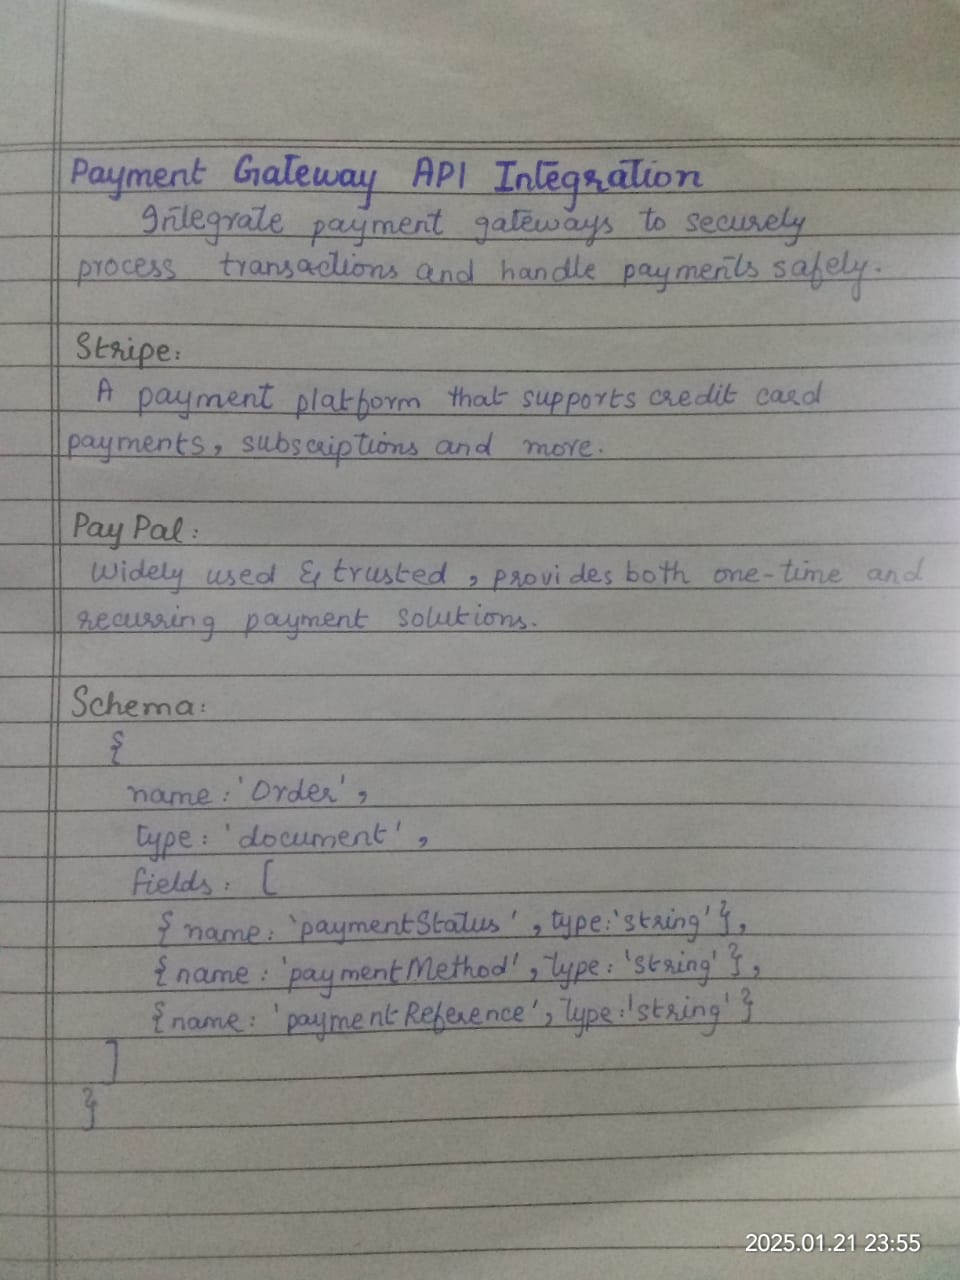 Payment Gateway API Integration
Integrate payment gateways to securely
process transactions and handle payments safely.
Stripe:
A payment platform that supports credit card
payments, subscriptions and more.
PayPal:
Widely used & trusted, provides both one-time and
recurring payment solutions.
Schema:
{
name: 'Order',
type: 'document',
fields: [
{ name: 'paymentStatus', type: 'string' },
{ name: 'paymentMethod', type: 'string' },
{ name: 'paymentReference', type: 'string' }
]
}
2025.01.21 23:55